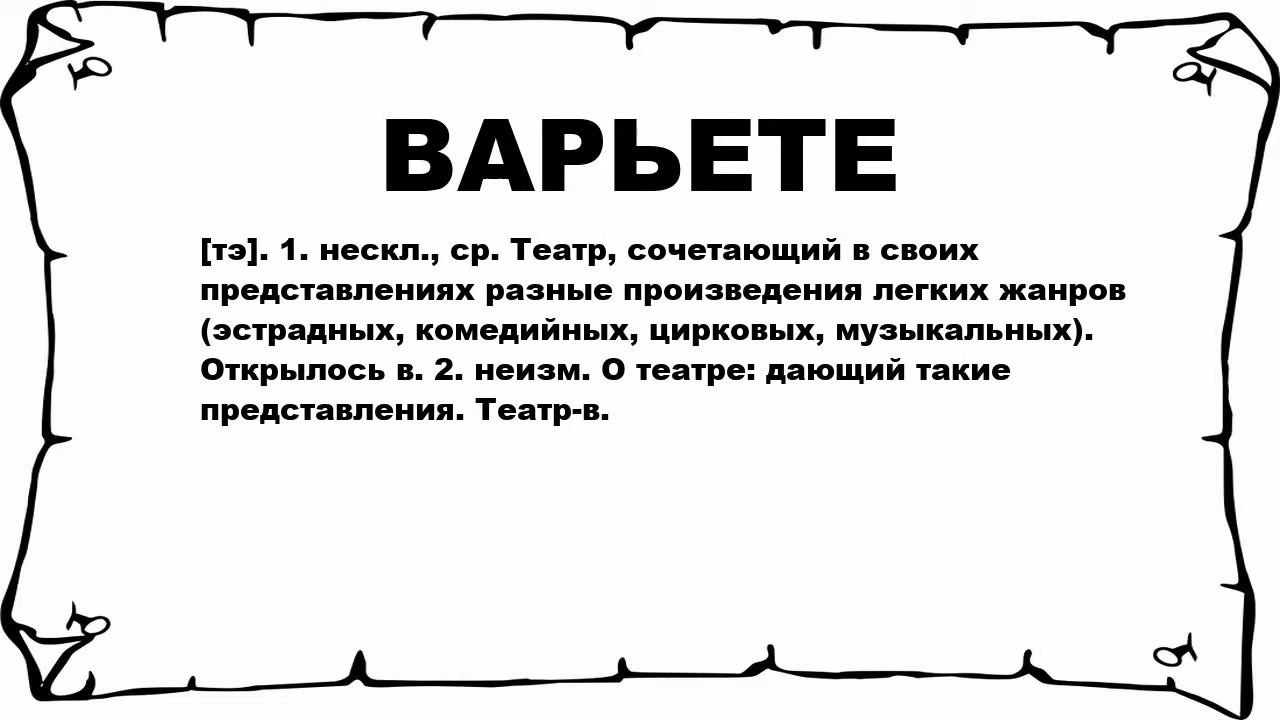 ВАРЬЕТЕ
[тэ]. 1. нескл., ср. Театр, сочетающий в своих
представлениях разные произведения легких жанров
(эстрадных, комедийных, цирковых, музыкальных).
Открылось в. 2. неизм. О театре: дающий такие
представления. Театр-в.